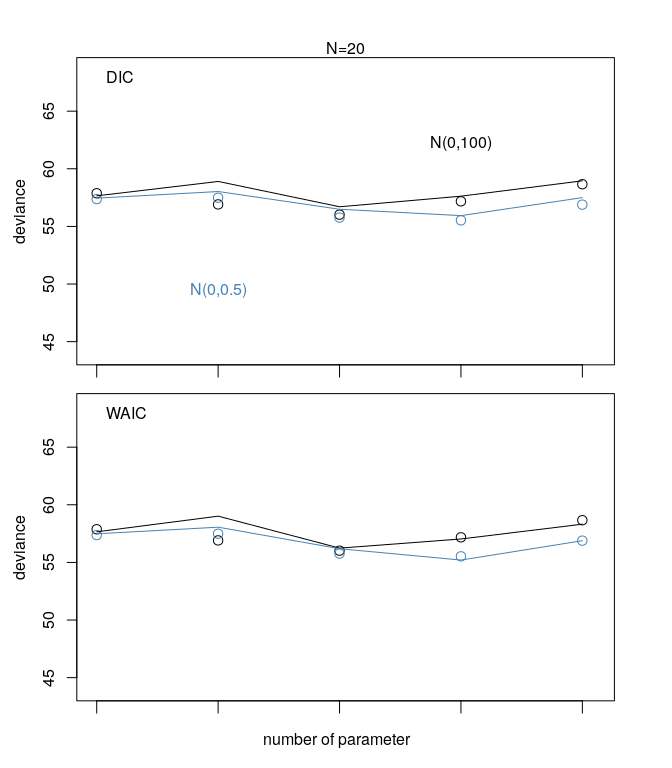 N=20
DIC
N(0,100)
N(0,0.5)
deviance
65
60
55
50
45
WAIC
deviance
65
60
55
50
45
number of parameter